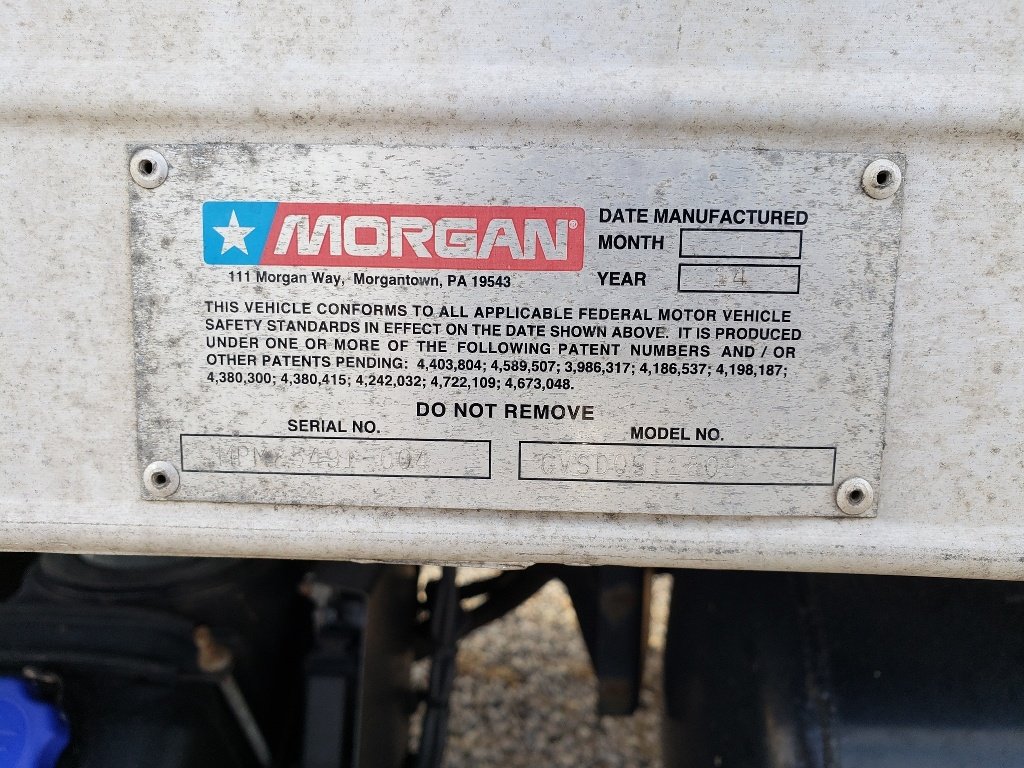 MORGAN®
111 Morgan Way, Morgantown, PA 19543
DATE MANUFACTURED
MONTH
YEAR 14
THIS VEHICLE CONFORMS TO ALL APPLICABLE FEDERAL MOTOR VEHICLE
SAFETY STANDARDS IN EFFECT ON THE DATE SHOWN ABOVE. IT IS PRODUCED
UNDER ONE OR MORE OF THE FOLLOWING PATENT NUMBERS AND / OR
OTHER PATENTS PENDING: 4,403,804; 4,589,507; 3,986,317; 4,186,537; 4,198,187;
4,380,300; 4,380,415; 4,242,032; 4,722,109; 4,673,048.
DO NOT REMOVE
SERIAL NO.
MODEL NO.